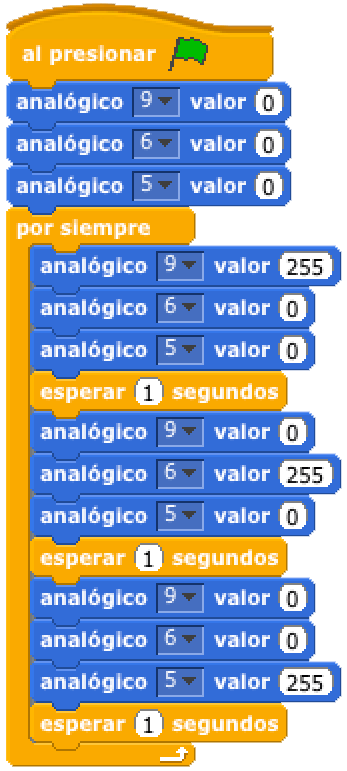 al presionar
analógico 9 valor 0
analógico 6 valor 0
analógico 5 valor 0
por siempre
analógico 9 valor 255
analógico 6 valor 0
analógico 5 valor 0
esperar 1 segundos
analógico 9 valor 0
analógico 6 valor 255
analógico 5 valor 0
esperar 1 segundos
analógico 9 valor 0
analógico 6 valor 0
analógico 5 valor 255
esperar 1 segundos